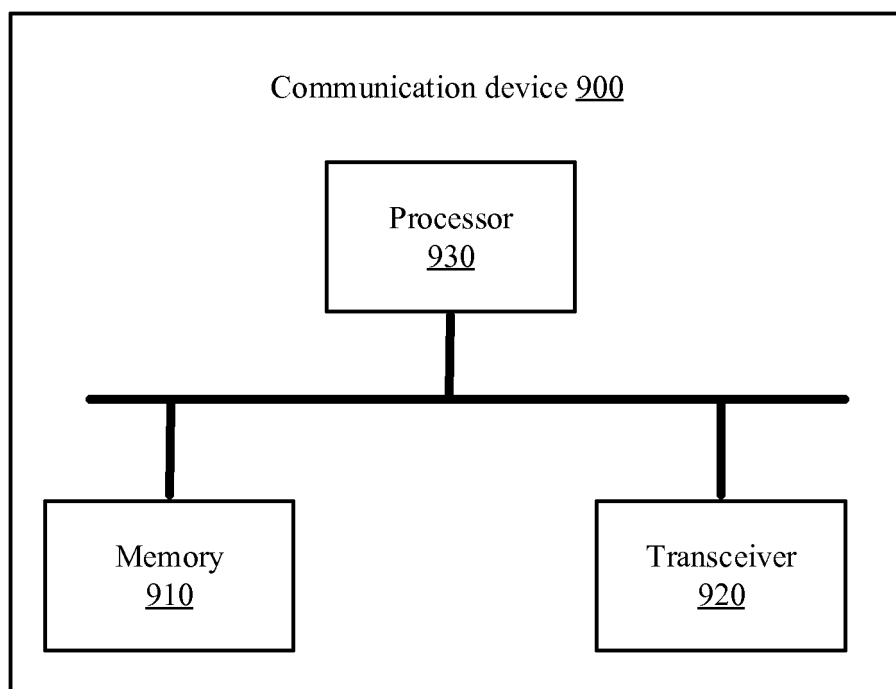 Communication device 900
Processor
930
Memory
910
Transceiver
920